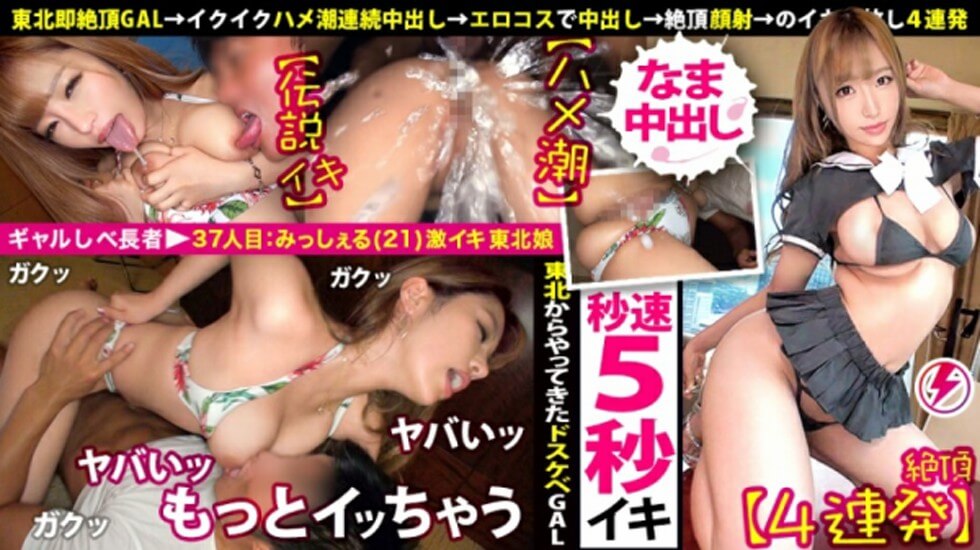 東北即絶頂GAL→イクイクハメ潮連続中出し→エロコスで中出し→絶頂顔射→のイキ
し4連発
【伝説イキ】
【ハメ潮】
なま
中出し
ギャルしべ長者▶37人目:みっしぇる(21)激イキ東北娘
ガクッ
ガクッ
ヤバいッ
ヤバいッ
ガクッ
もっとイッちゃう
東北からやってきたドスケベGAL
秒速
5
秒
イキ
絶頂
【4連発】